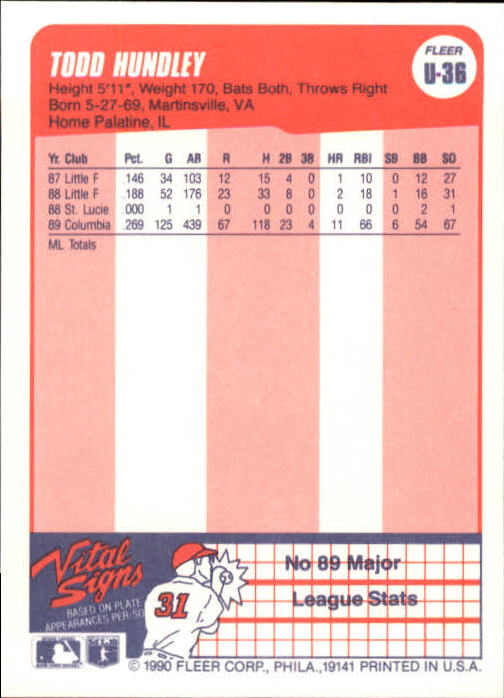 TODD HUNDLEY
FLEER
U-36
Height 5'11", Weight 170, Bats Both, Throws Right
Born 5-27-69, Martinsville, VA
Home Palatine, IL
Yr. Club Pct. G AB R H 2B 3B HR RBI SB BB SO
87 Little F .146 34 103 12 15 4 0 1 10 0 12 27
88 Little F .188 52 176 23 33 8 0 2 18 1 16 31
88 St. Lucie .000 1 1 0 0 0 0 0 0 0 2 1
89 Columbia .269 125 439 67 118 23 4 11 66 6 54 67
ML Totals
Vital
Signs
BASED ON PLATE
APPEARANCES PER/SO
31
No 89 Major
League Stats
© 1990 FLEER CORP., PHILA., 19141 PRINTED IN U.S.A.